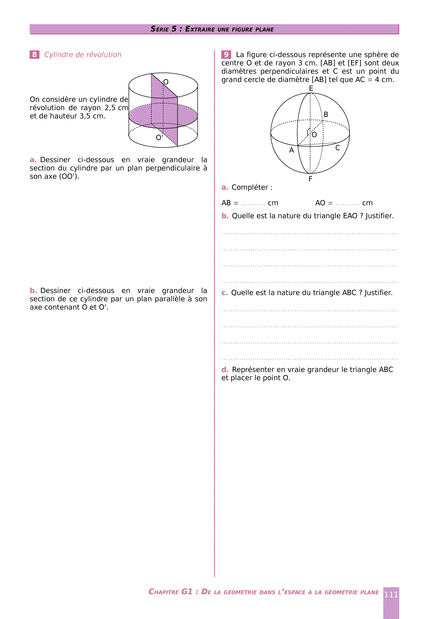 SÉRIE 5 : EXTRAIRE UNE FIGURE PLANE
8 Cylindre de révolution
O
On considère un cylindre de
révolution de rayon 2,5 cm
et de hauteur 3,5 cm.
O'
a. Dessiner ci-dessous en vraie grandeur la
section du cylindre par un plan perpendiculaire à
son axe (OO').
b. Dessiner ci-dessous en vraie grandeur la
section de ce cylindre par un plan parallèle à son
axe contenant O et O'.
9 La figure ci-dessous représente une sphère de
centre O et de rayon 3 cm. [AB] et [EF] sont deux
diamètres perpendiculaires et C est un point du
grand cercle de diamètre [AB] tel que AC = 4 cm.
E
B
O
A
C
F
a. Compléter :
AB = ........... cm AO = ........... cm
b. Quelle est la nature du triangle EAO ? Justifier.
c. Quelle est la nature du triangle ABC ? Justifier.
d. Représenter en vraie grandeur le triangle ABC
et placer le point O.
CHAPITRE G1 : DE LA GÉOMÉTRIE DANS L'ESPACE À LA GÉOMÉTRIE PLANE 111